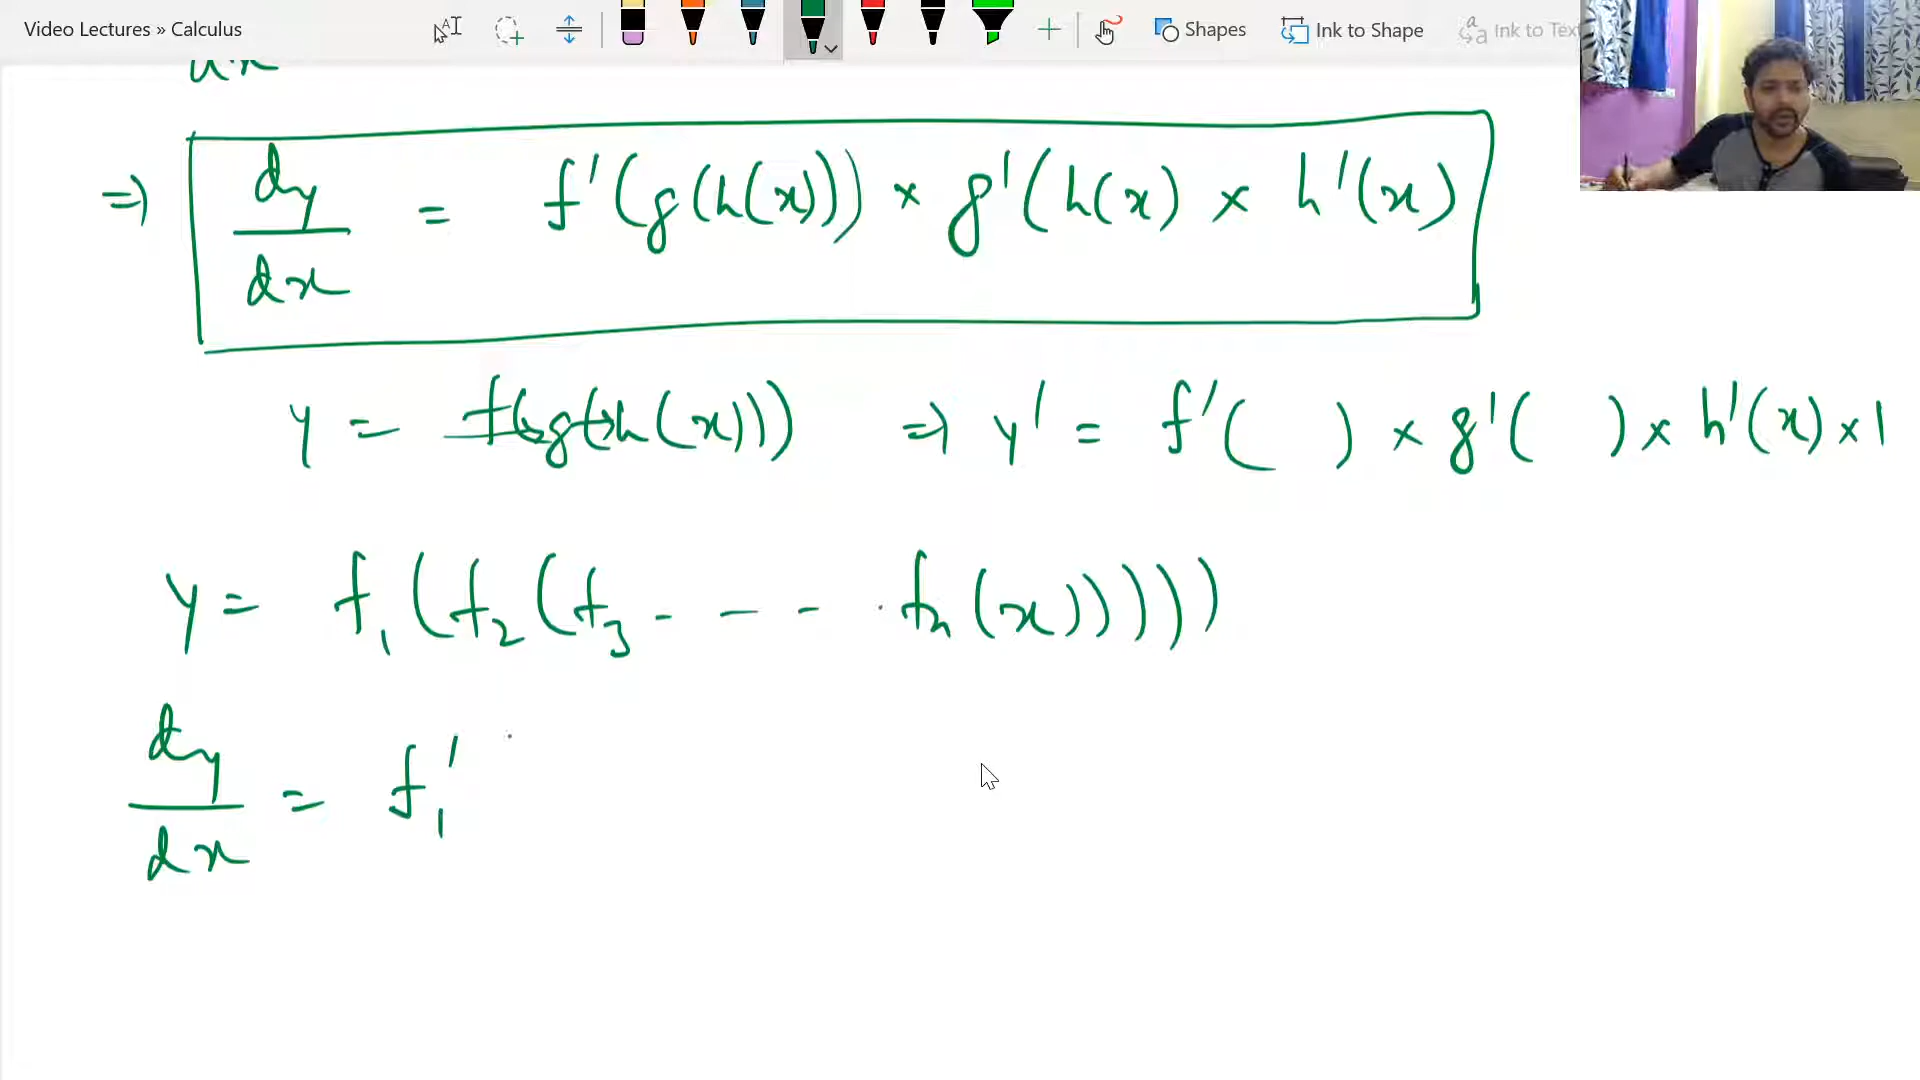 Video Lectures » Calculus
Shapes
Ink to Shape
Ink to Tex
dx
⇒ dy/dx = f'(g(h(x))) × g'(h(x) × h'(x)
y = f(g(h(x))) ⇒ y' = f'( ) × g'( ) × h'(x) × 1
y = f₁(f₂(f₃ - - - . fn(x)))))
dy/dx = f₁'